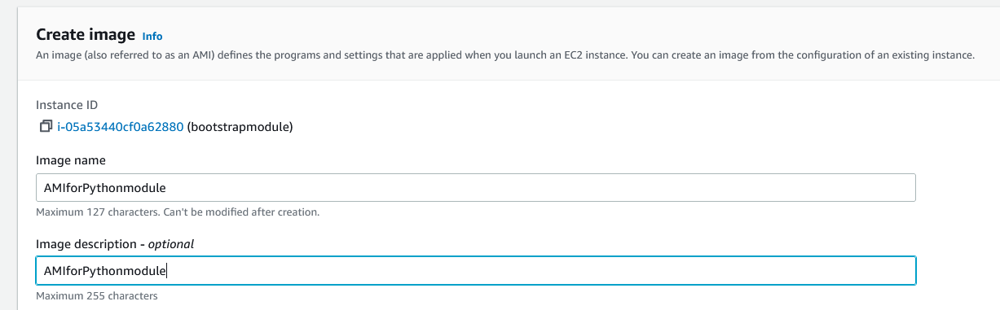 Create image Info
An image (also referred to as an AMI) defines the programs and settings that are applied when you launch an EC2 instance. You can create an image from the configuration of an existing instance.
Instance ID
i-05a53440cf0a62880 (bootstrapmodule)
Image name
AMIforPythonmodule
Maximum 127 characters. Can't be modified after creation.
Image description - optional
AMIforPythonmodule
Maximum 255 characters